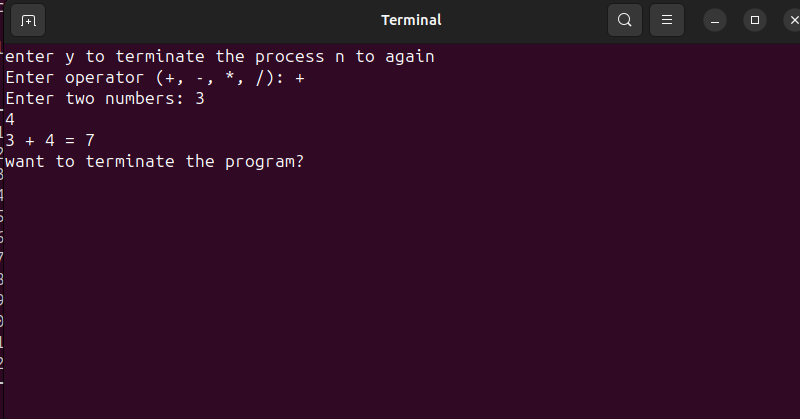 Terminal
enter y to terminate the process n to again
Enter operator (+, -, *, /): +
Enter two numbers: 3
4
3 + 4 = 7
want to terminate the program?